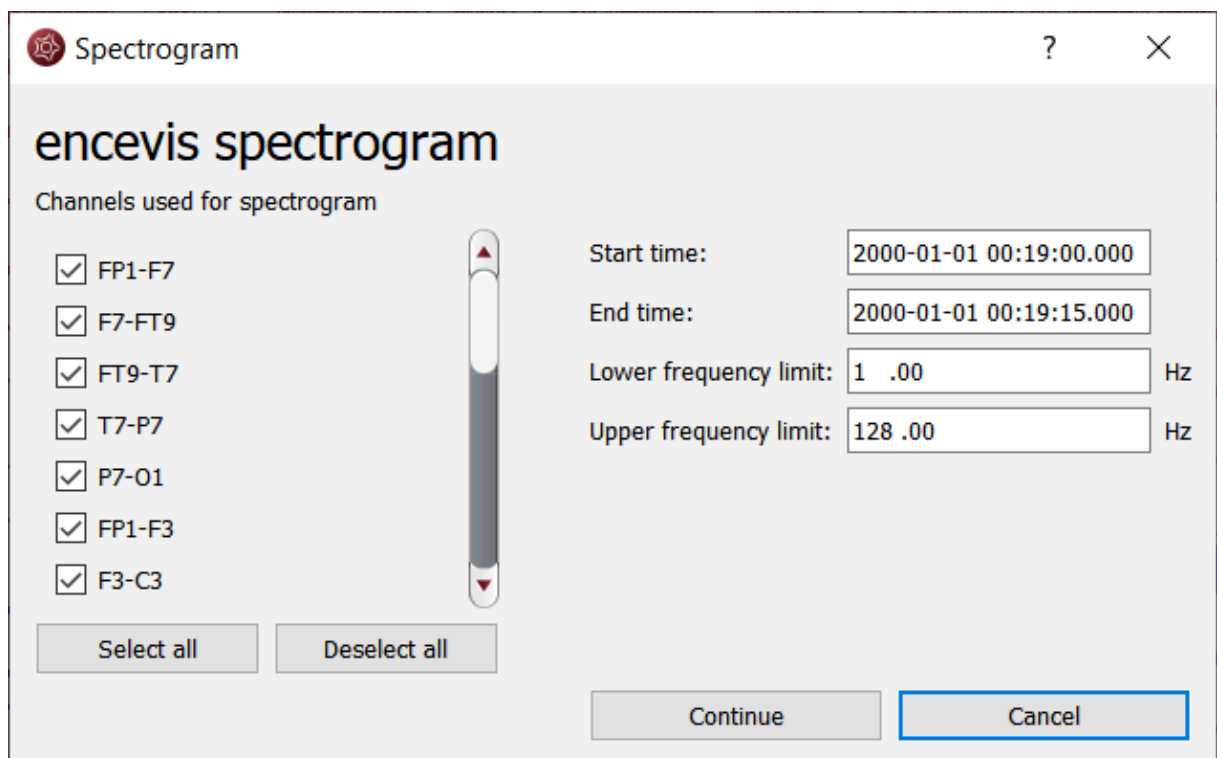 Spectrogram
?
encevis spectrogram
Channels used for spectrogram
FP1-F7
F7-FT9
FT9-T7
T7-P7
P7-O1
FP1-F3
F3-C3
Select all
Deselect all
Start time: 2000-01-01 00:19:00.000
End time: 2000-01-01 00:19:15.000
Lower frequency limit: 1 .00 Hz
Upper frequency limit: 128 .00 Hz
Continue
Cancel